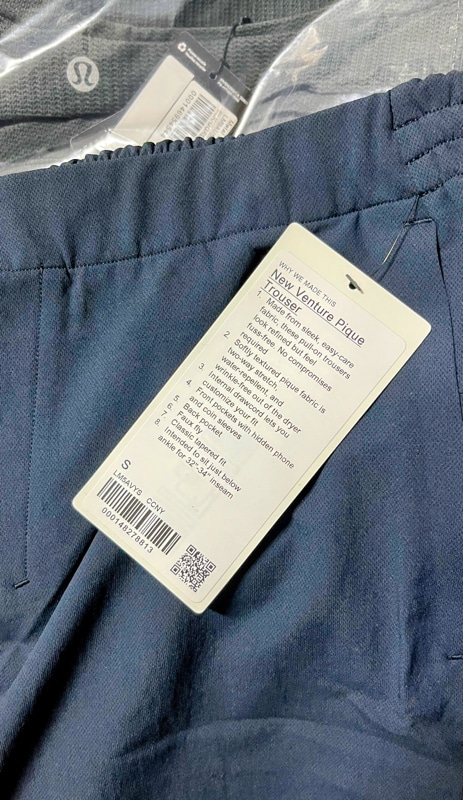 WHY WE MADE THIS
New Venture Pique
Trouser
1. Made from sleek, easy-care
fabric, these pull-on trousers
look refined but feel
fuss-free. No compromises
required
2. Softly textured pique fabric is
two-way stretch,
water-repellent, and
wrinkle-free out of the dryer
3. Internal drawcord lets you
customize your fit
4. Front pockets with hidden phone
and coin sleeves
5. Back pocket
6. Faux fly
7. Classic tapered fit
8. Intended to sit just below
ankle for 32"-34" inseam
S
LM5AVYS CCNY
000148278813